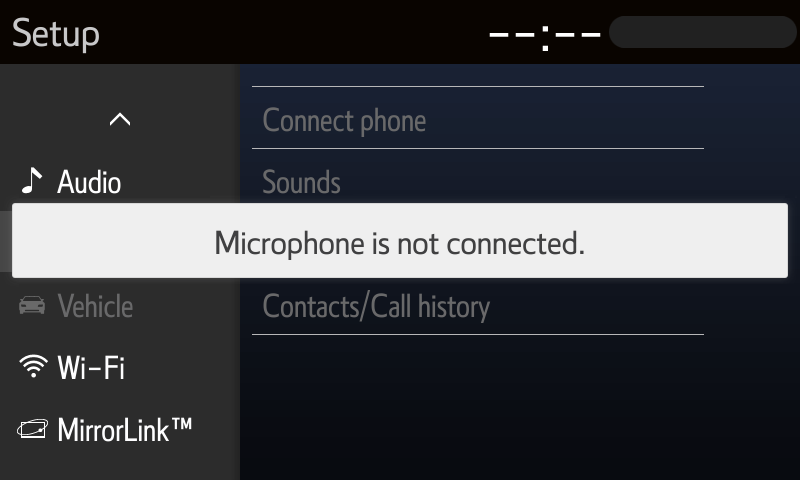 Setup
--:--
Connect phone
Audio
Sounds
Microphone is not connected.
Vehicle
Contacts/Call history
Wi-Fi
MirrorLink™